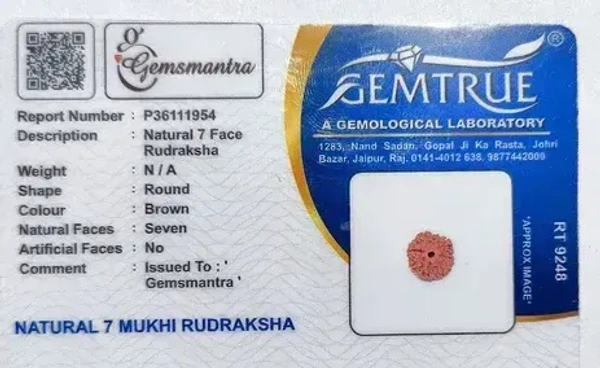 g
Gemsmantra
Report Number : P36111954
Description : Natural 7 Face
Rudraksha
Weight : N / A
Shape : Round
Colour : Brown
Natural Faces : Seven
Artificial Faces : No
Comment : Issued To : '
Gemsmantra '
NATURAL 7 MUKHI RUDRAKSHA
GEMTRUE ®
A GEMOLOGICAL LABORATORY
1283, Nand Sadan, Gopal Ji Ka Rasta, Johri
Bazar, Jaipur, Raj. 0141-4012 638, 9877442000
'APPROX IMAGE'
RT 9248